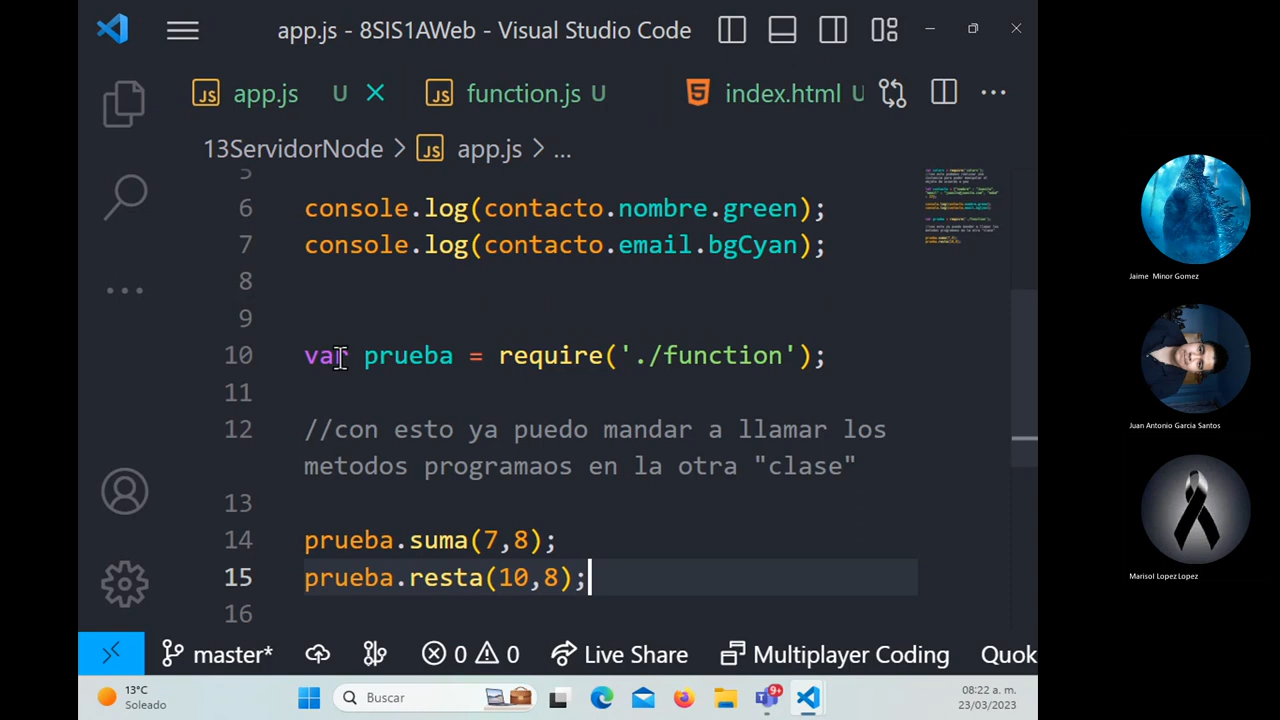 app.js - 8SIS1AWeb - Visual Studio Code
JS app.js U
JS function.js U
index.html U
13ServidorNode > JS app.js > ...
5
6 console.log(contacto.nombre.green);
7 console.log(contacto.email.bgCyan);
8
9
10 var prueba = require('./function');
11
12 //con esto ya puedo mandar a llamar los
metodos programaos en la otra "clase"
13
14 prueba.suma(7,8);
15 prueba.resta(10,8);
16
master* 0 0 Live Share Multiplayer Coding Quok
13°C
Soleado
Buscar
9+
08:22 a. m.
23/03/2023
Jaime Minor Gomez
Juan Antonio Garcia Santos
Marisol Lopez Lopez